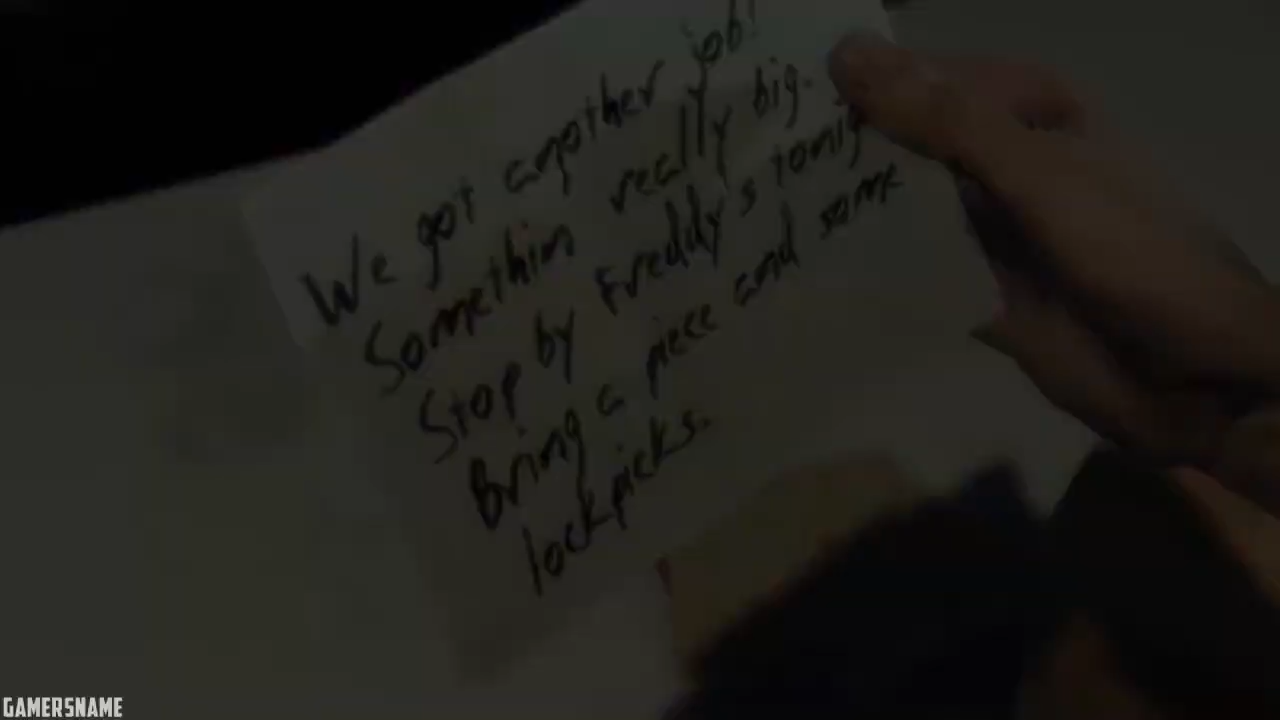 We got another job!
Somethin really big.
Stop by Freddy's tonig
Bring a piece and some
lockpicks.
GAMERSNAME